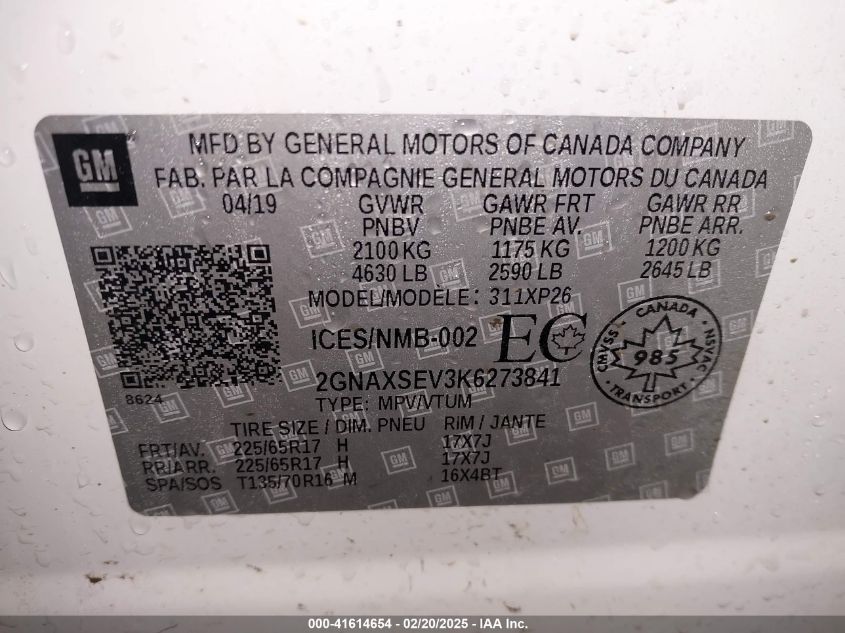 GM
MFD BY GENERAL MOTORS OF CANADA COMPANY
FAB. PAR LA COMPAGNIE GENERAL MOTORS DU CANADA
04/19 GVWR GAWR FRT GAWR RR
PNBV PNBE AV. PNBE ARR.
2100 KG 1175 KG 1200 KG
4630 LB 2590 LB 2645 LB
MODEL/MODÈLE: 311XP26
ICES/NMB-002 EC
CANADA
CMVSS 985 NSVAC
TRANSPORT
2GNAXSEV3K6273841
8624 TYPE: MPV/VTUM
TIRE SIZE / DIM. PNEU RIM / JANTE
FRT/AV. 225/65R17 H 17X7J
RR/ARR. 225/65R17 H 17X7J
SPA/SOS T135/70R16 M 16X4BT
000-41614654 - 02/20/2025 - IAA Inc.